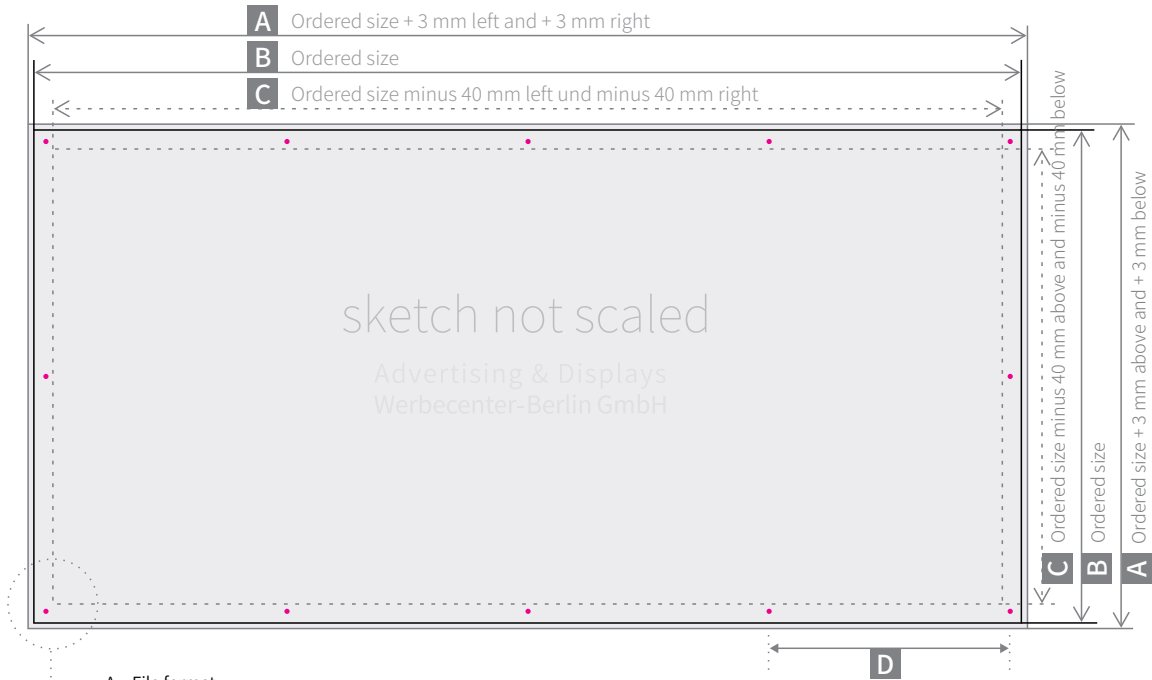 A Ordered size + 3 mm left and + 3 mm right
B Ordered size
C Ordered size minus 40 mm left und minus 40 mm right
sketch not scaled
Advertising & Displays
Werbecenter-Berlin GmbH
C Ordered size minus 40 mm above and minus 40 mm below
B Ordered size
A Ordered size + 3 mm above and + 3 mm below
D
A File format